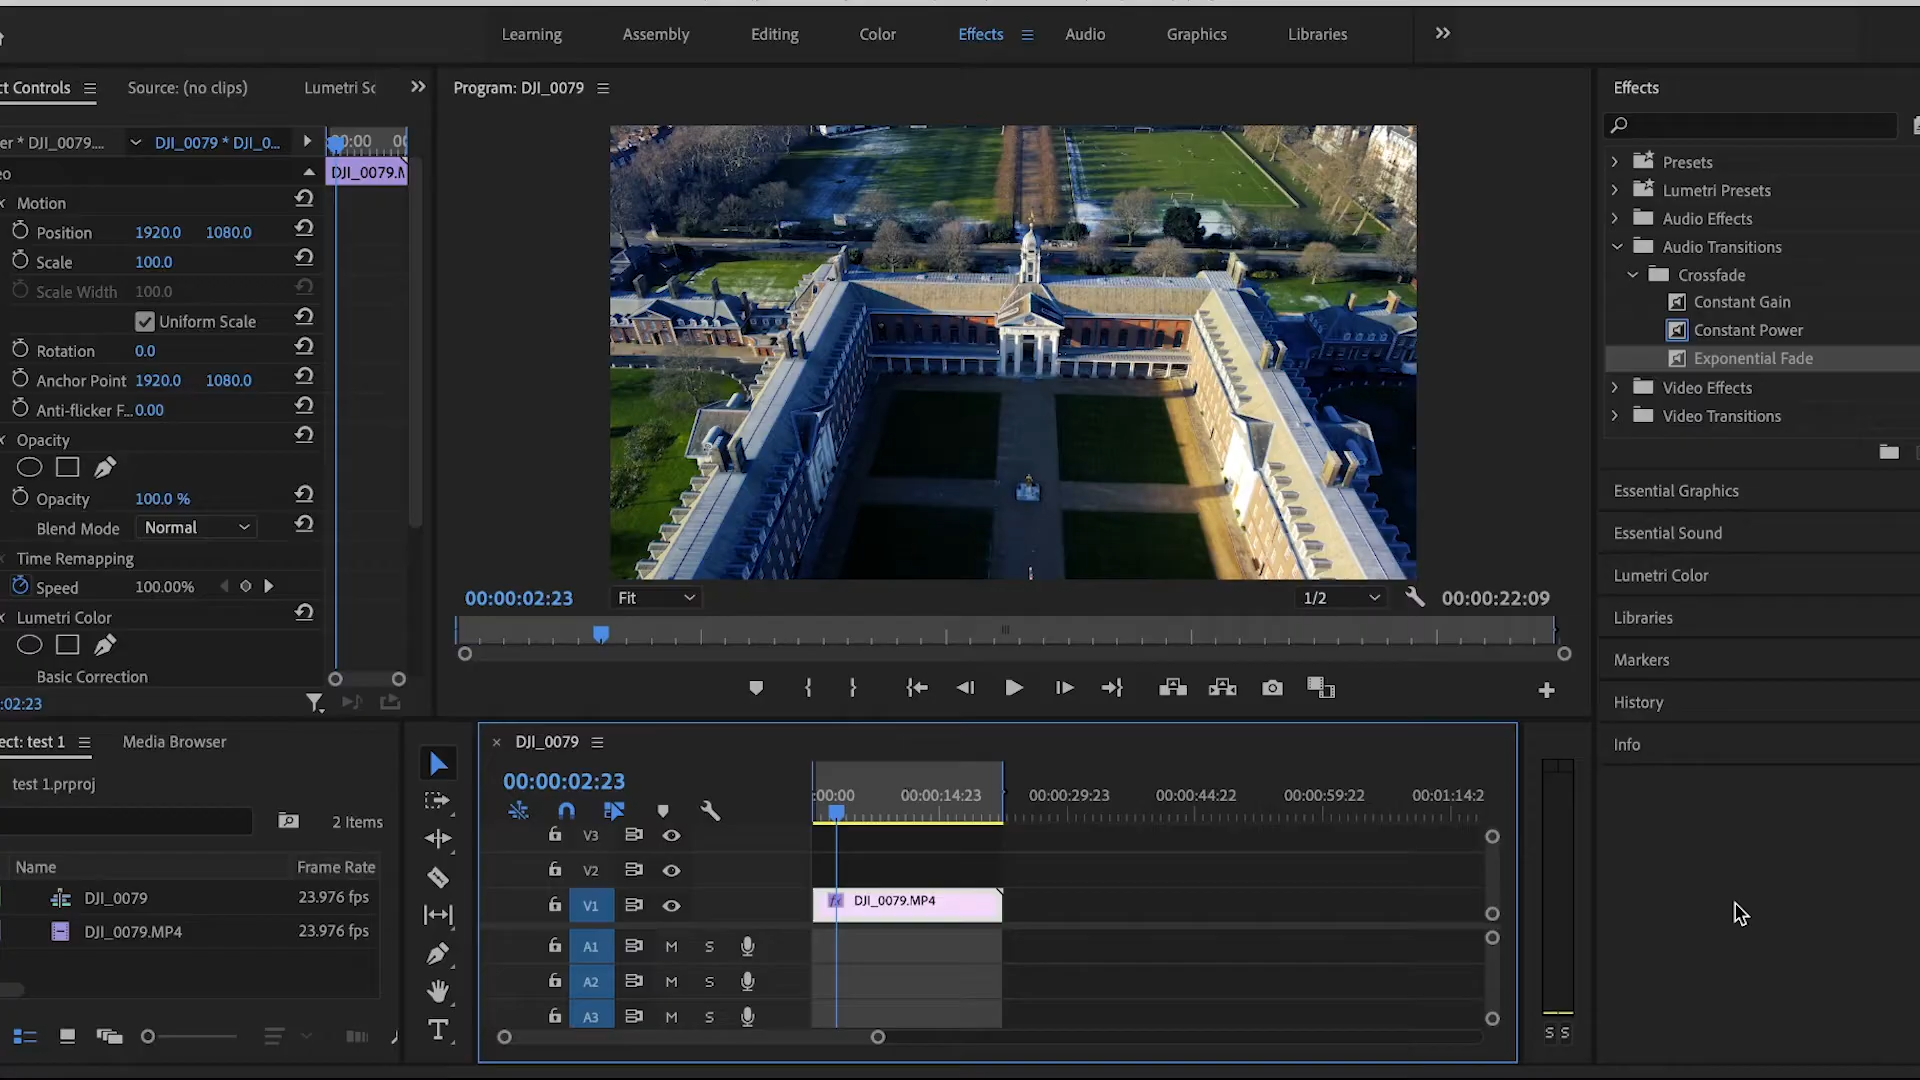 Learning Assembly Editing Color Effects Audio Graphics Libraries
ct Controls Source: (no clips) Lumetri Sc
er * DJI_0079.... DJI_0079 * DJI_0... :00:00 00
eo DJI_0079.M
Motion
Position 1920.0 1080.0
Scale 100.0
Scale Width 100.0
Uniform Scale
Rotation 0.0
Anchor Point 1920.0 1080.0
Anti-flicker F... 0.00
Opacity
Opacity 100.0 %
Blend Mode Normal
Time Remapping
Speed 100.00%
Lumetri Color
Basic Correction
:02:23
Program: DJI_0079
00:00:02:23 Fit 1/2 00:00:22:09
Effects
Presets
Lumetri Presets
Audio Effects
Audio Transitions
Crossfade
Constant Gain
Constant Power
Exponential Fade
Video Effects
Video Transitions
Essential Graphics
Essential Sound
Lumetri Color
Libraries
Markers
History
Info
ect: test 1 Media Browser
test 1.prproj
2 Items
Name Frame Rate
DJI_0079 23.976 fps
DJI_0079.MP4 23.976 fps
× DJI_0079
00:00:02:23
:00:00 00:00:14:23 00:00:29:23 00:00:44:22 00:00:59:22 00:01:14:2
V3
V2
V1 fx DJI_0079.MP4
A1 M S
A2 M S
A3 M S
S S
T